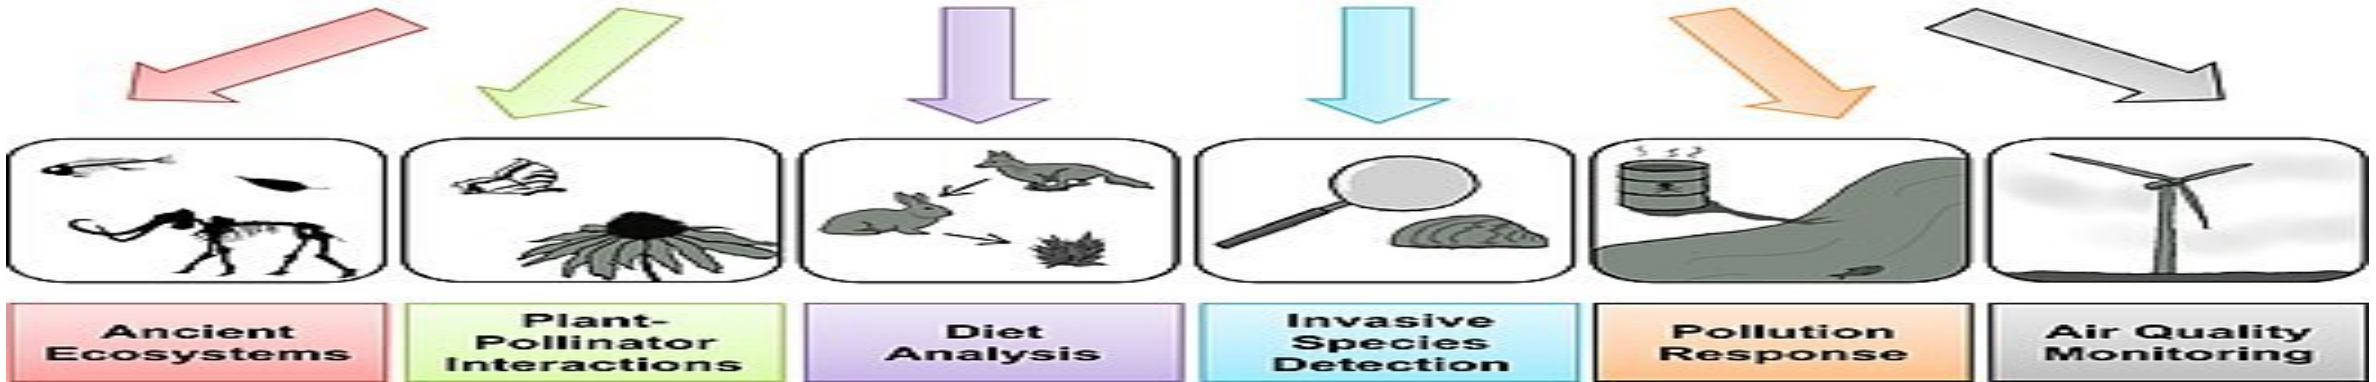 Ancient
Ecosystems
Plant-
Pollinator
Interactions
Diet
Analysis
Invasive
Species
Detection
Pollution
Response
Air Quality
Monitoring